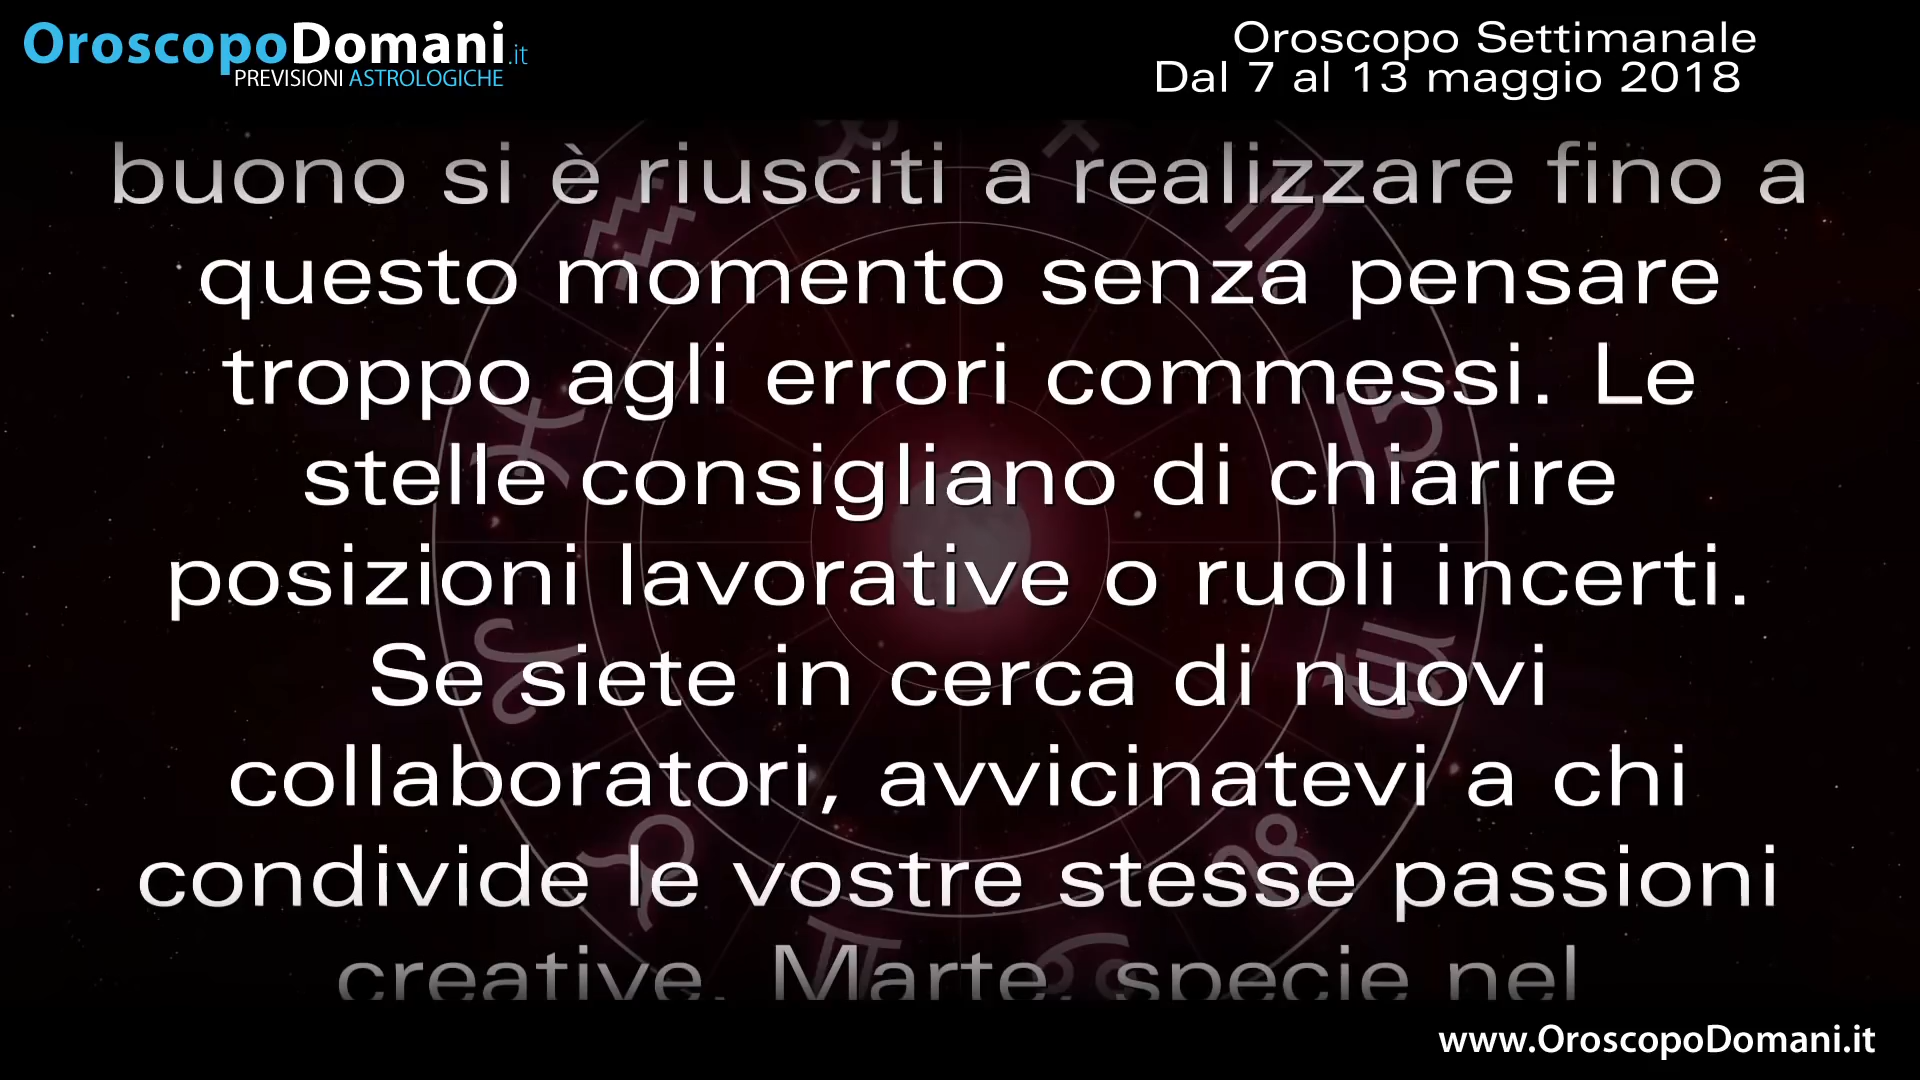 OroscopoDomani.it
PREVISIONI ASTROLOGICHE
Oroscopo Settimanale
Dal 7 al 13 maggio 2018
buono si è riusciti a realizzare fino a
questo momento senza pensare
troppo agli errori commessi. Le
stelle consigliano di chiarire
posizioni lavorative o ruoli incerti.
Se siete in cerca di nuovi
collaboratori, avvicinatevi a chi
condivide le vostre stesse passioni
creative. Marte, specie nel
www.OroscopoDomani.it